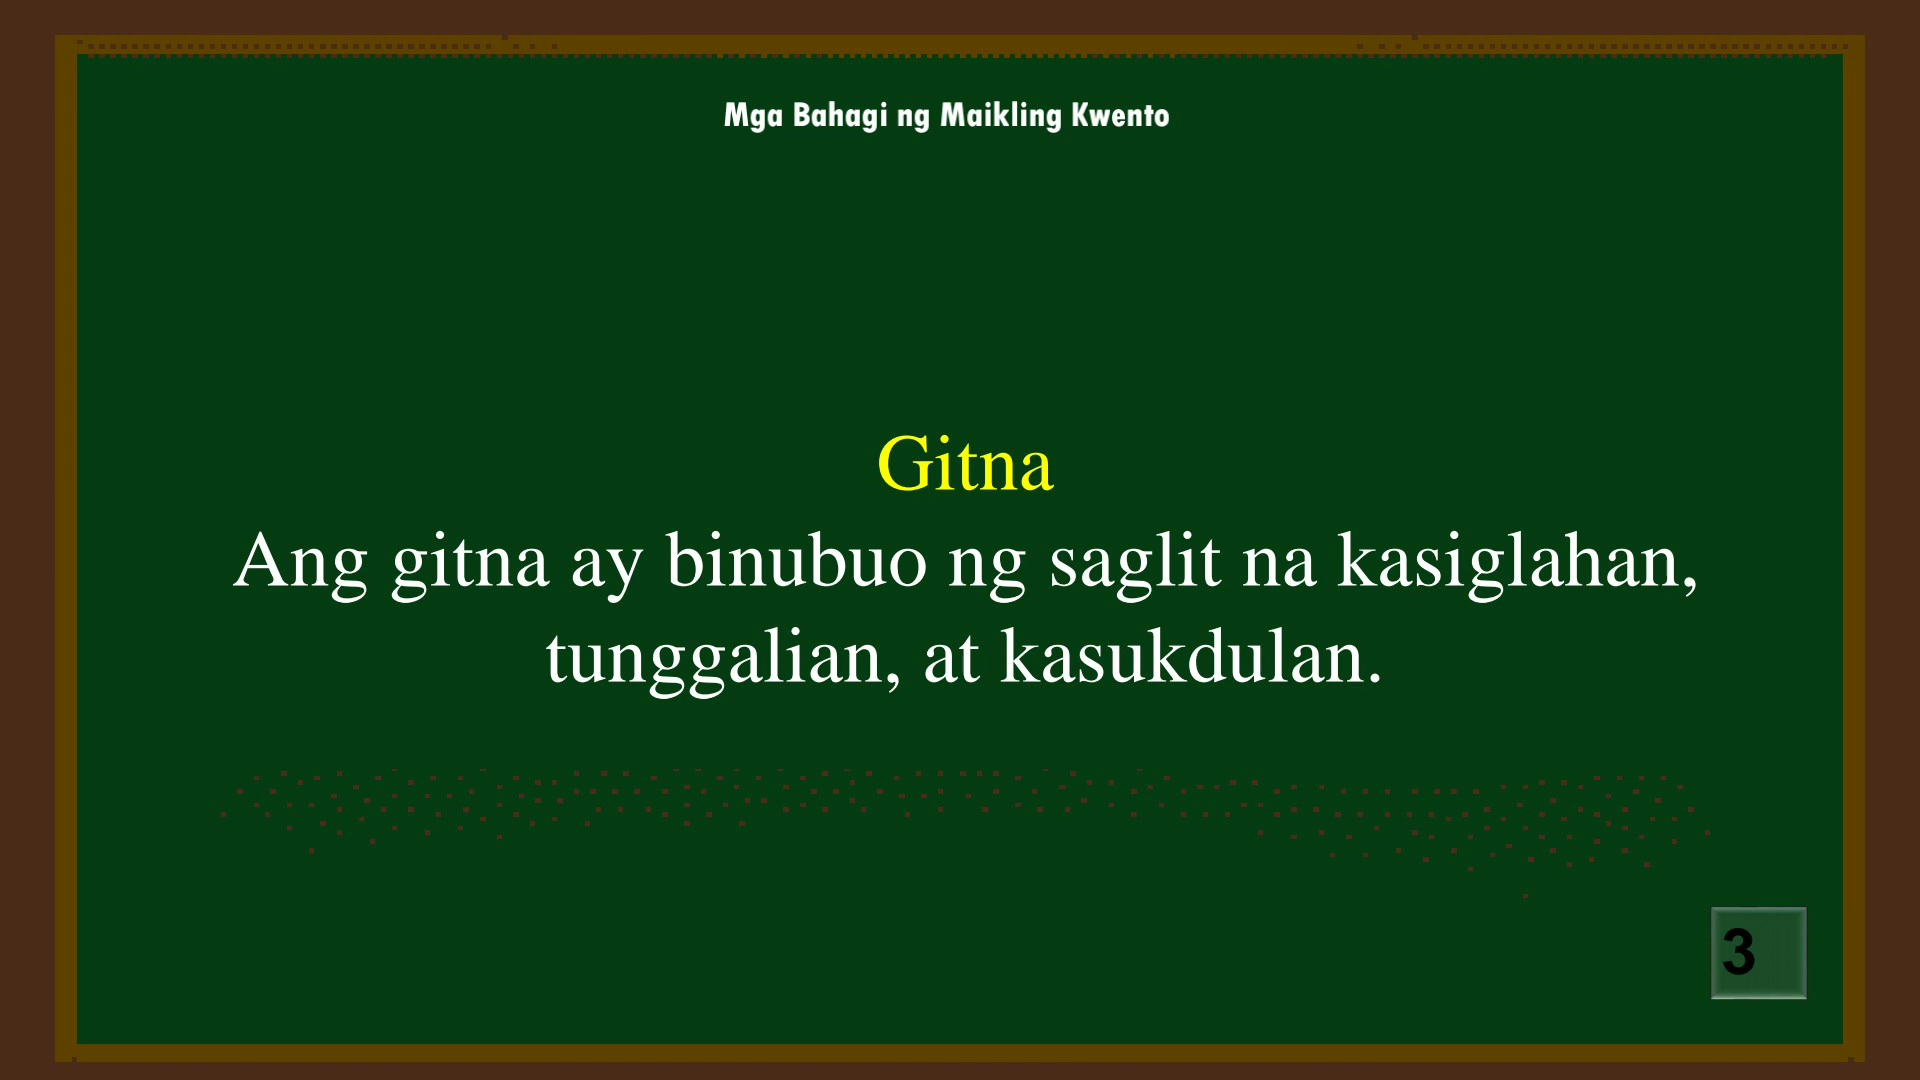 Mga Bahagi ng Maikling Kwento
Gitna
Ang gitna ay binubuo ng saglit na kasiglahan,
tunggalian, at kasukdulan.
3